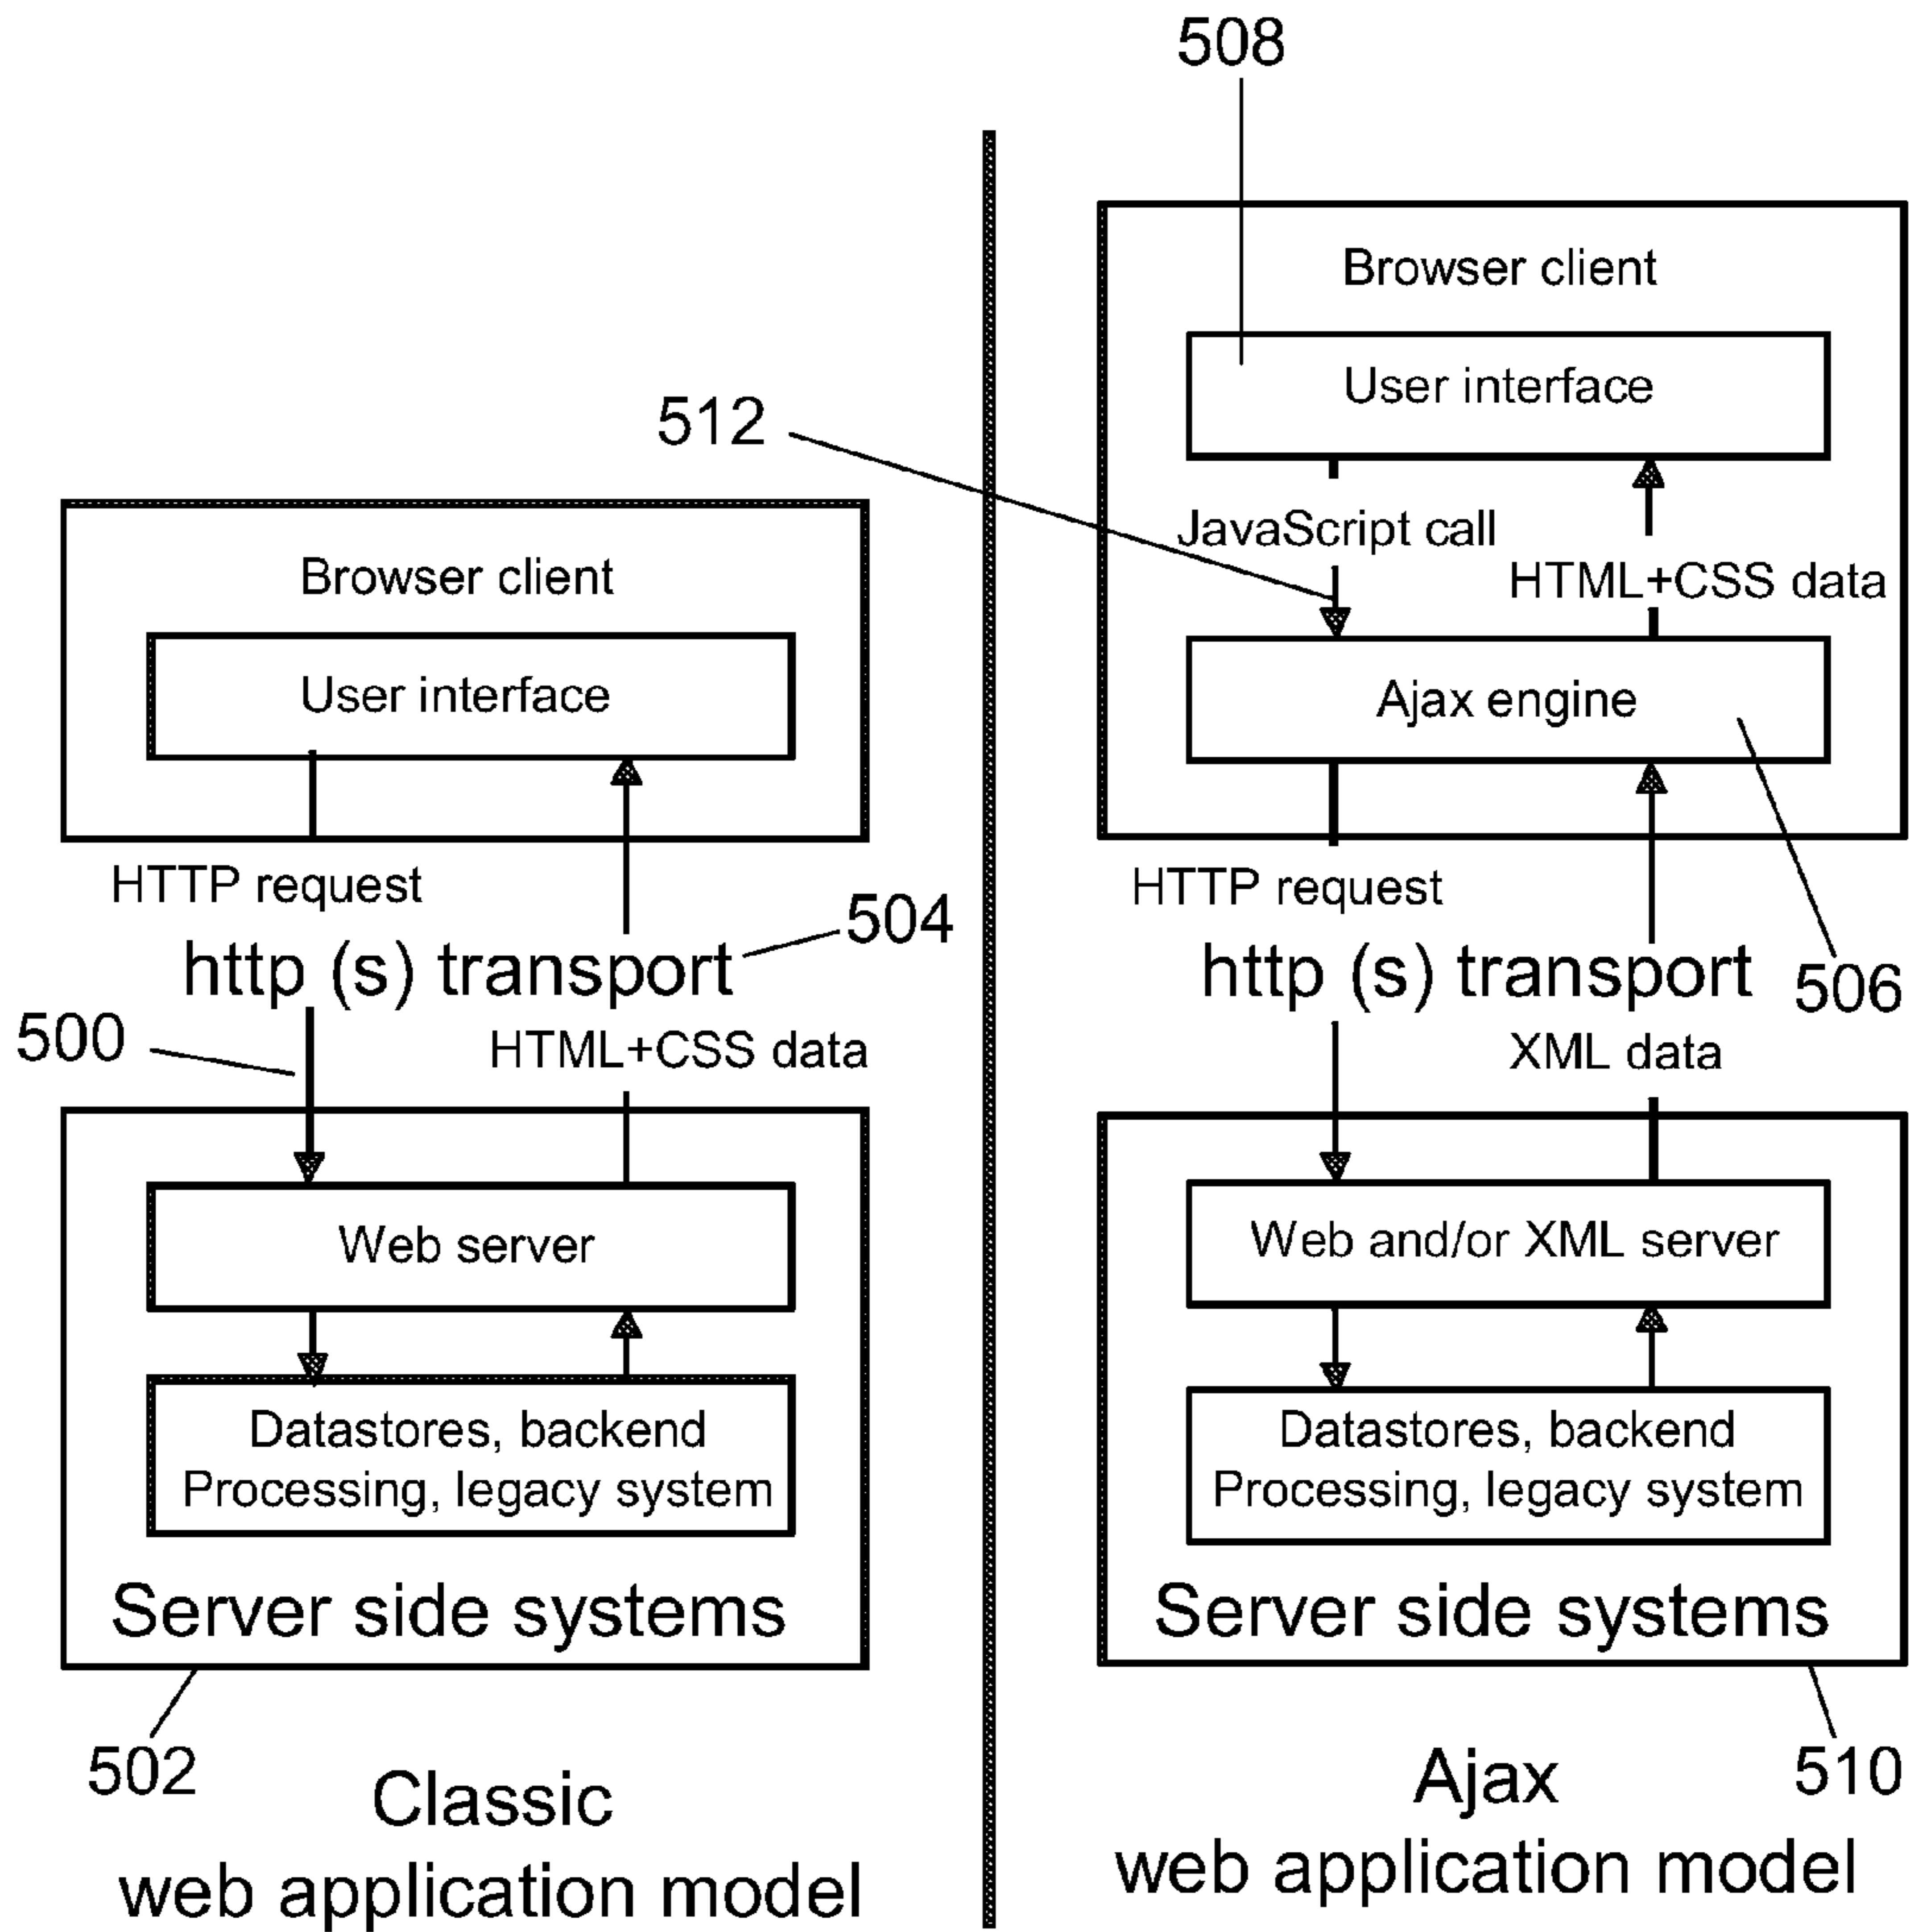 508
Browser client
User interface
512
JavaScript call
HTML+CSS data
Ajax engine
HTTP request
http (s) transport
506
XML data
Web and/or XML server
Datastores, backend
Processing, legacy system
Server side systems
510
Ajax
web application model
Browser client
User interface
HTTP request
504
http (s) transport
500
HTML+CSS data
Web server
Datastores, backend
Processing, legacy system
Server side systems
502
Classic
web application model